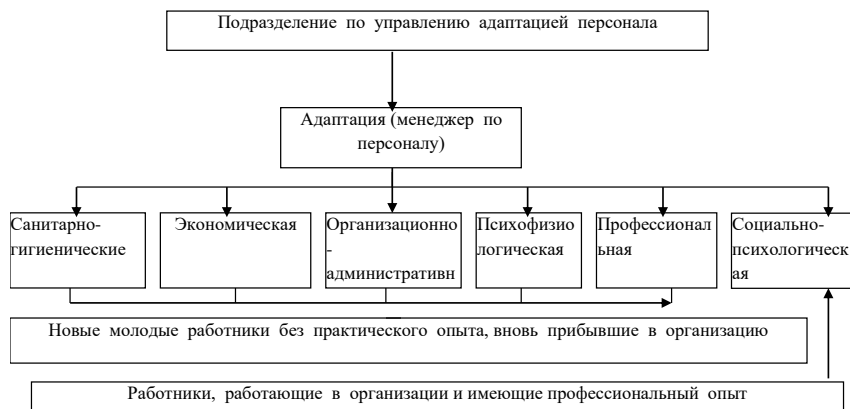 Подразделение по управлению адаптацией персонала
Адаптация (менеджер по
персоналу)
Санитарно-
гигиенические
Экономическая
Организационно
-
административн
Психофизио
логическая
Профессионал
ьная
Социально-
психологическ
ая
Новые молодые работники без практического опыта, вновь прибывшие в организацию
Работники, работающие в организации и имеющие профессиональный опыт